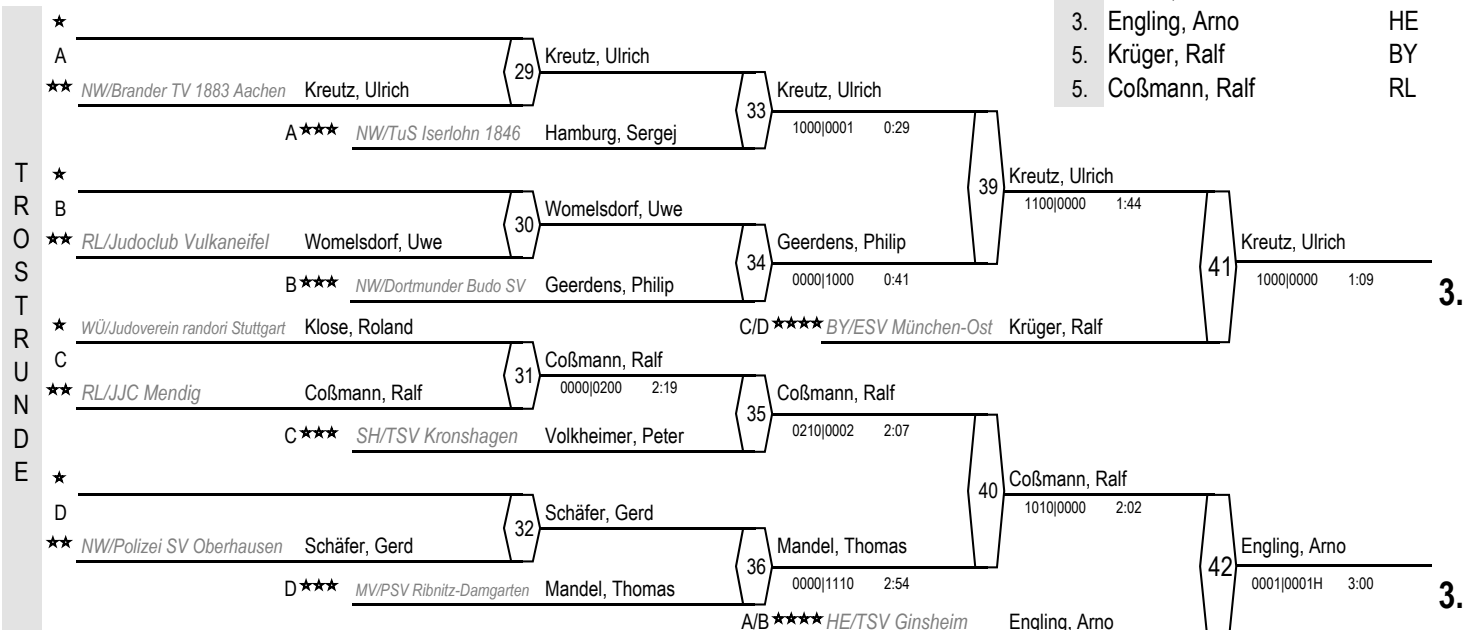 3. Engling, Arno HE
5. Krüger, Ralf BY
5. Coßmann, Ralf RL
TROSTRUNDE
A
NW/Brander TV 1883 Aachen Kreutz, Ulrich
29
Kreutz, Ulrich
A NW/TuS Iserlohn 1846 Hamburg, Sergej
33
Kreutz, Ulrich
1000|0001 0:29
B
RL/Judoclub Vulkaneifel Womelsdorf, Uwe
30
Womelsdorf, Uwe
B NW/Dortmunder Budo SV Geerdens, Philip
34
Geerdens, Philip
0000|1000 0:41
39
Kreutz, Ulrich
1100|0000 1:44
C/D BY/ESV München-Ost Krüger, Ralf
41
Kreutz, Ulrich
1000|0000 1:09
3.
WÜ/Judoverein randori Stuttgart Klose, Roland
C
RL/JJC Mendig Coßmann, Ralf
31
Coßmann, Ralf
0000|0200 2:19
C SH/TSV Kronshagen Volkheimer, Peter
35
Coßmann, Ralf
0210|0002 2:07
D
NW/Polizei SV Oberhausen Schäfer, Gerd
32
Schäfer, Gerd
D MV/PSV Ribnitz-Damgarten Mandel, Thomas
36
Mandel, Thomas
0000|1110 2:54
40
Coßmann, Ralf
1010|0000 2:02
A/B HE/TSV Ginsheim Engling, Arno
42
Engling, Arno
0001|0001H 3:00
3.